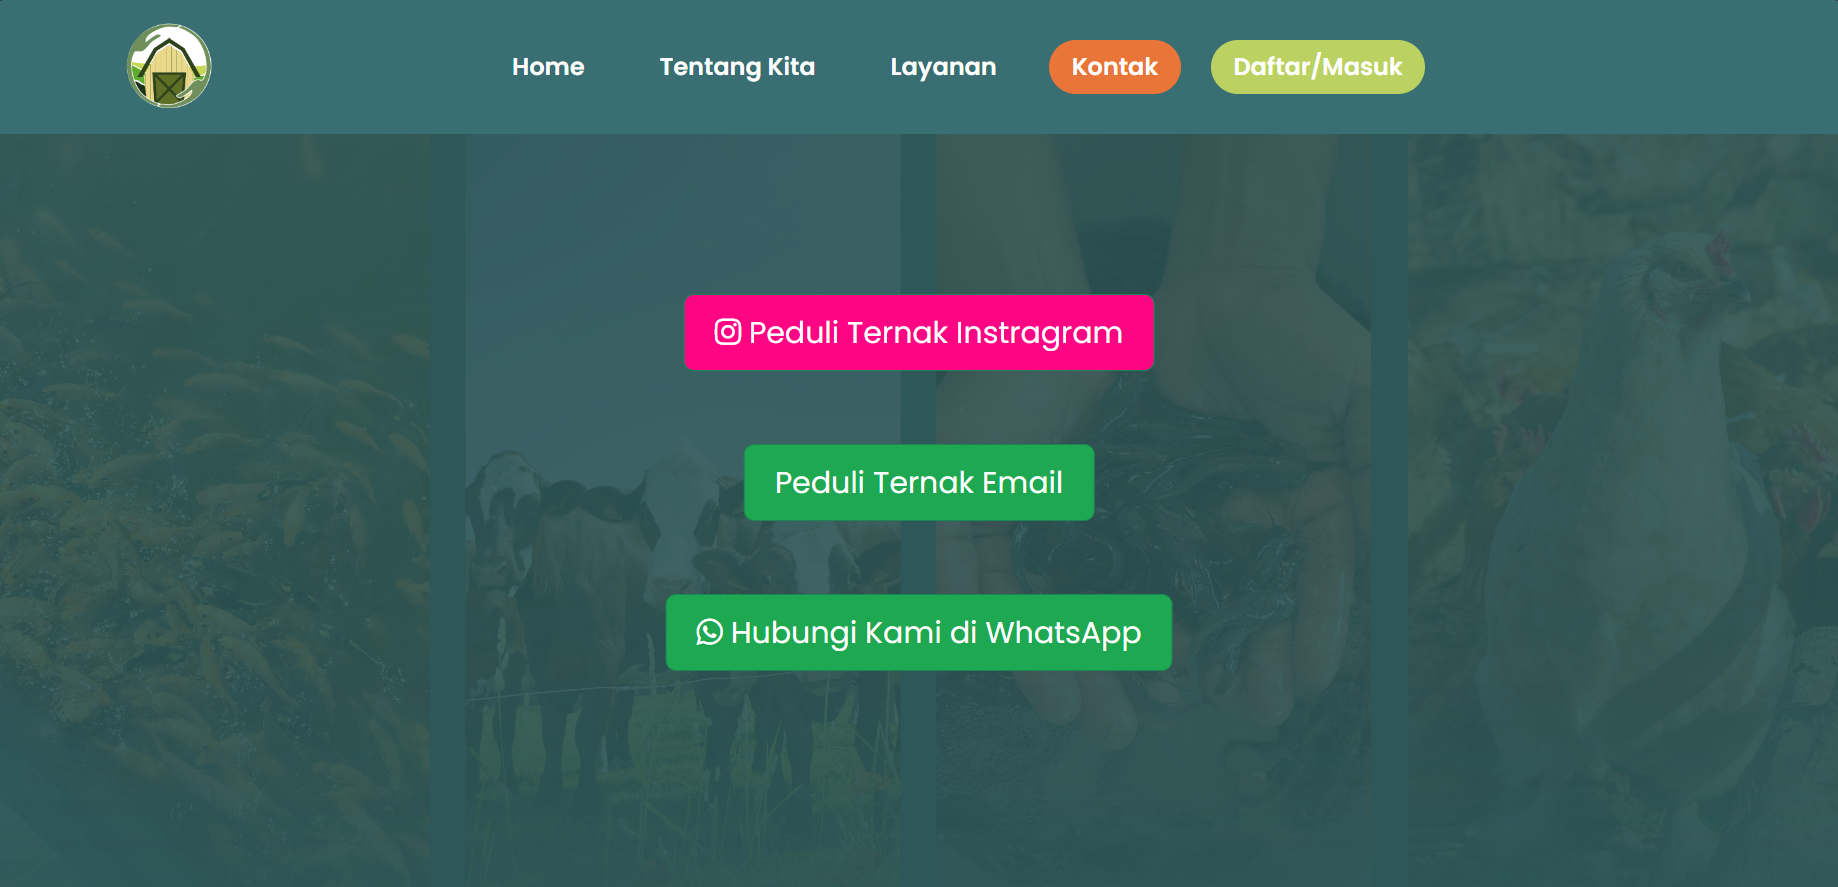 Home
Tentang Kita
Layanan
Kontak
Daftar/Masuk
Peduli Ternak Instragram
Peduli Ternak Email
Hubungi Kami di WhatsApp